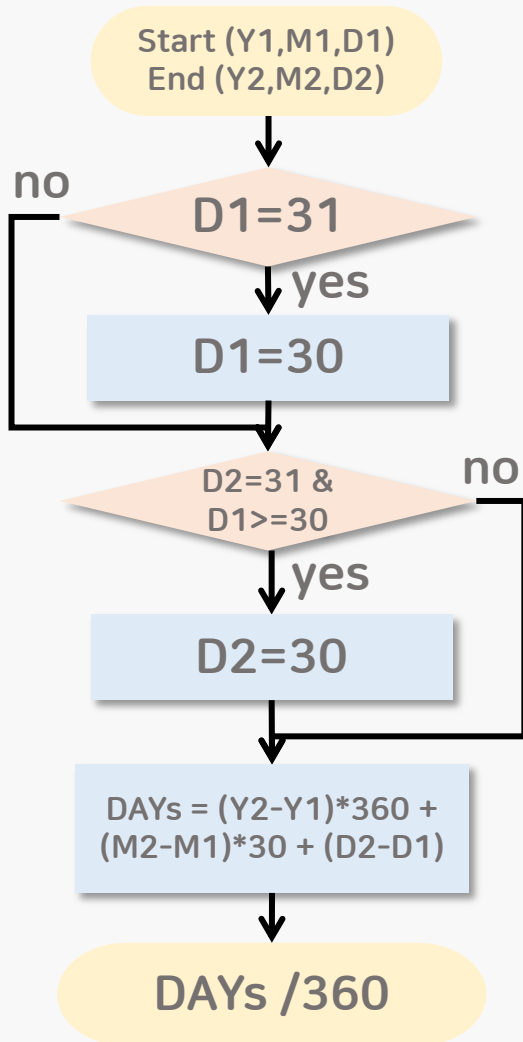 Start (Y1,M1,D1)
End (Y2,M2,D2)
no
D1=31
yes
D1=30
no
D2=31 &
D1>=30
yes
D2=30
DAYs = (Y2-Y1)*360 +
(M2-M1)*30 + (D2-D1)
DAYs /360